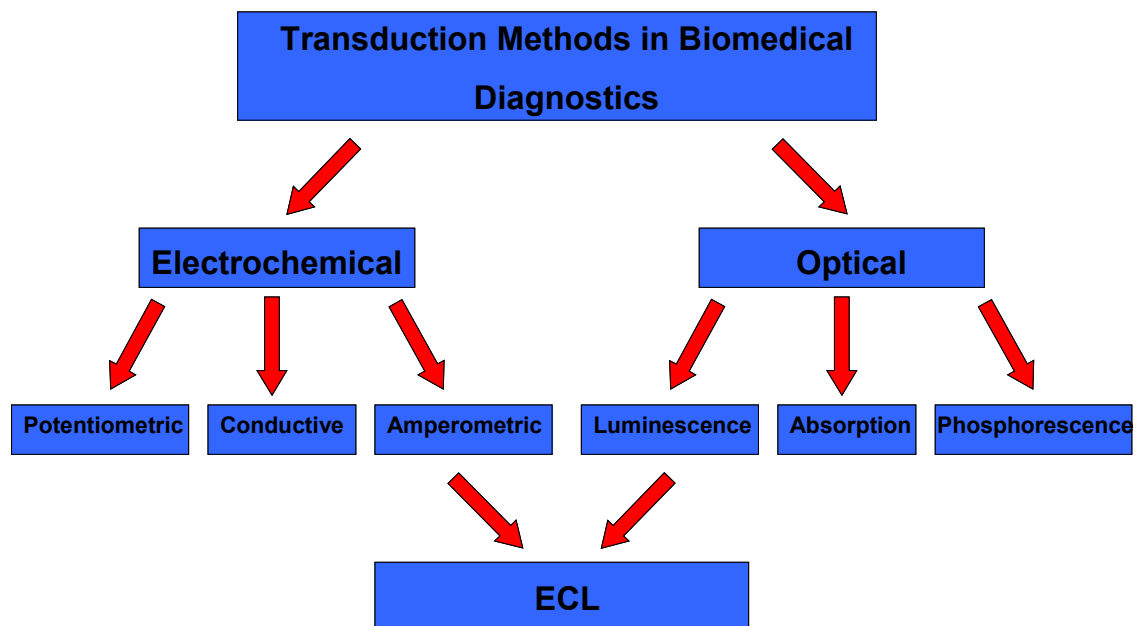 Transduction Methods in Biomedical
Diagnostics
Electrochemical
Optical
Potentiometric
Conductive
Amperometric
Luminescence
Absorption
Phosphorescence
ECL